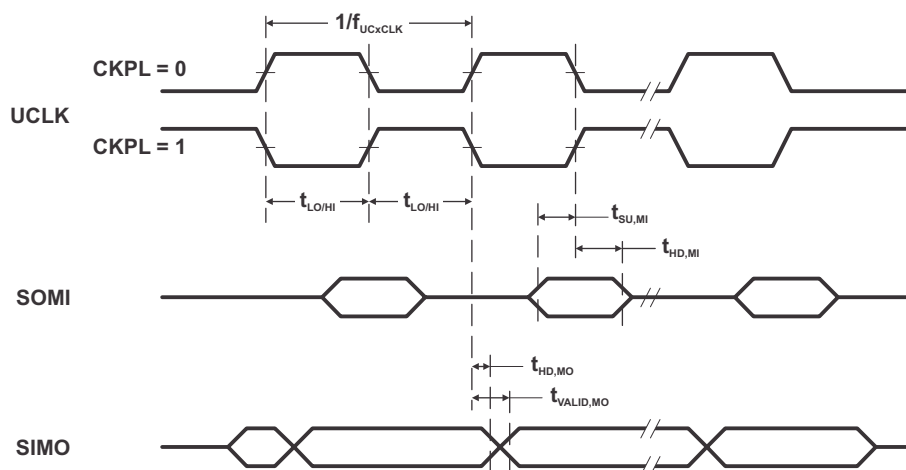 1/fUCxCLK
CKPL = 0
UCLK
CKPL = 1
tLO/HI
tLO/HI
tSU,MI
tHD,MI
SOMI
tHD,MO
tVALID,MO
SIMO